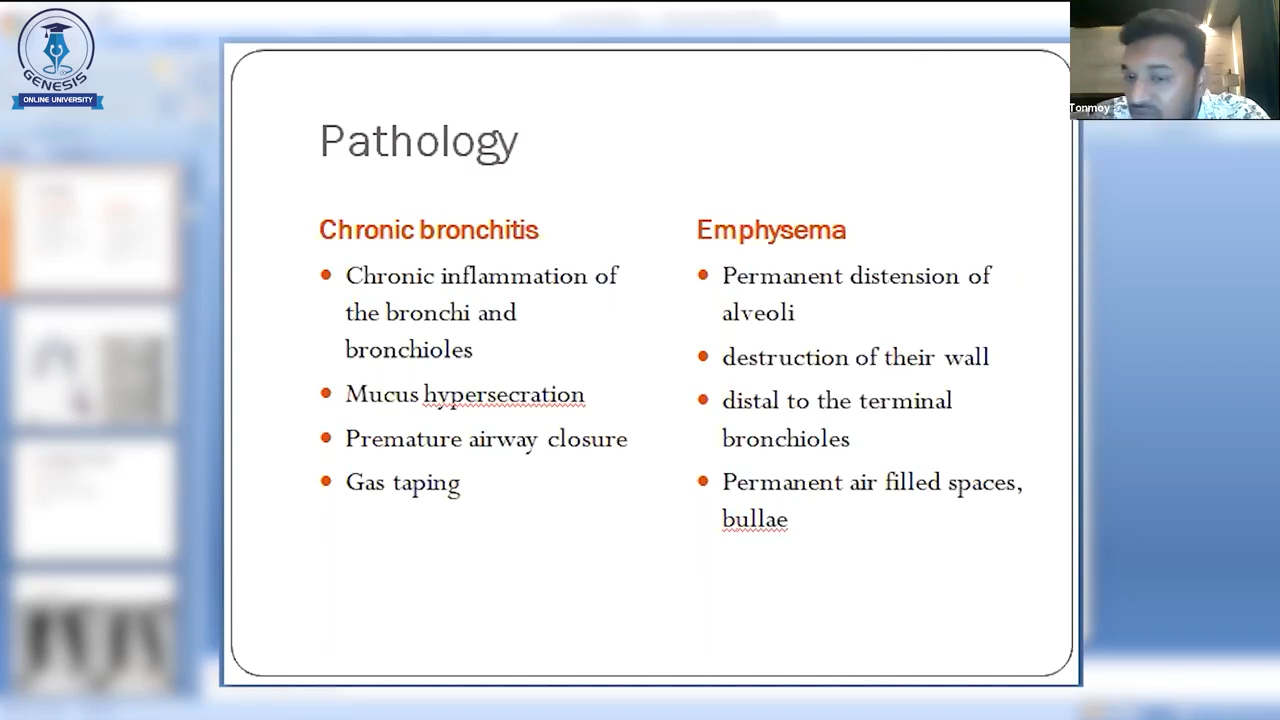 GENESIS
ONLINE UNIVERSITY
Tonmoy
Pathology
Chronic bronchitis
Chronic inflammation of
the bronchi and
bronchioles
Mucus hypersecration
Premature airway closure
Gas taping
Emphysema
Permanent distension of
alveoli
destruction of their wall
distal to the terminal
bronchioles
Permanent air filled spaces,
bullae